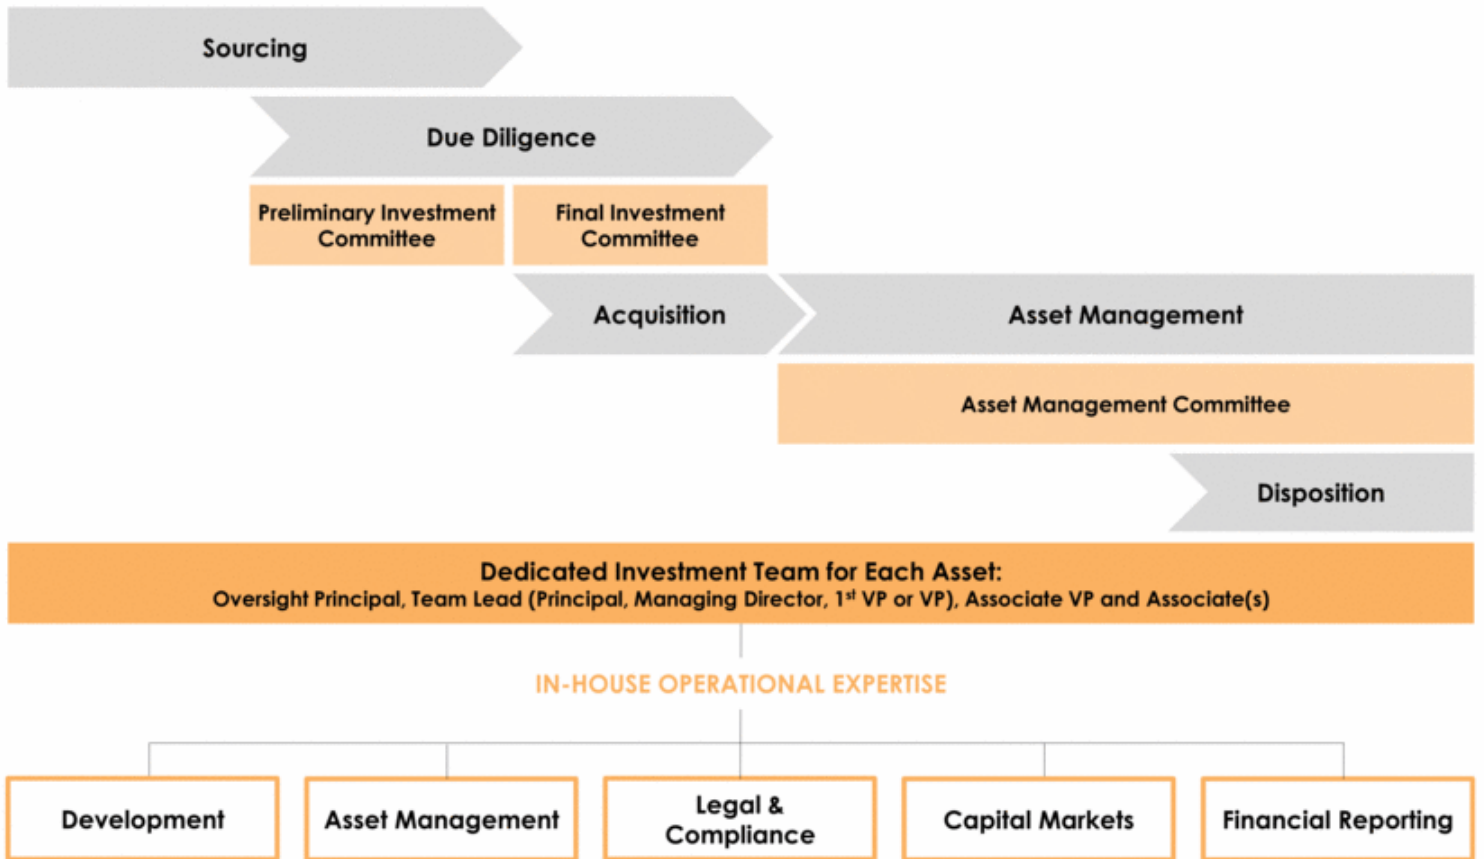 Sourcing
Due Diligence
Preliminary Investment
Committee
Final Investment
Committee
Acquisition
Asset Management
Asset Management Committee
Disposition
Dedicated Investment Team for Each Asset:
Oversight Principal, Team Lead (Principal, Managing Director, 1st VP or VP), Associate VP and Associate(s)
IN-HOUSE OPERATIONAL EXPERTISE
Development
Asset Management
Legal &
Compliance
Capital Markets
Financial Reporting